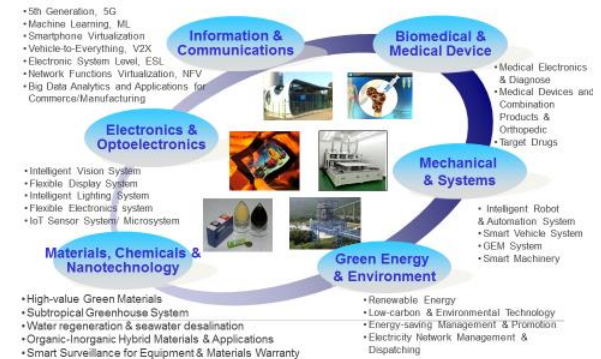 • 5th Generation, 5G
• Machine Learning, ML
• Smartphone Virtualization
• Vehicle-to-Everything, V2X
• Electronic System Level, ESL
• Network Functions Virtualization, NFV
• Big Data Analytics and Applications for
Commerce/Manufacturing
Information &
Communications
Biomedical &
Medical Device
• Medical Electronics
& Diagnose
• Medical Devices and
Combination
Products &
Orthopedic
• Target Drugs
Electronics &
Optoelectronics
• Intelligent Vision System
• Flexible Display System
• Intelligent Lighting System
• Flexible Electronics system
• IoT Sensor System/ Microsystem
Mechanical
& Systems
• Intelligent Robot
& Automation System
• Smart Vehicle System
• GEM System
• Smart Machinery
Materials, Chemicals &
Nanotechnology
• High-value Green Materials
• Subtropical Greenhouse System
• Water regeneration & seawater desalination
• Organic-Inorganic Hybrid Materials & Applications
• Smart Surveillance for Equipment & Materials Warranty
Green Energy
& Environment
• Renewable Energy
• Low-carbon & Environmental Technology
• Energy-saving Management & Promotion
• Electricity Network Management &
Dispatching